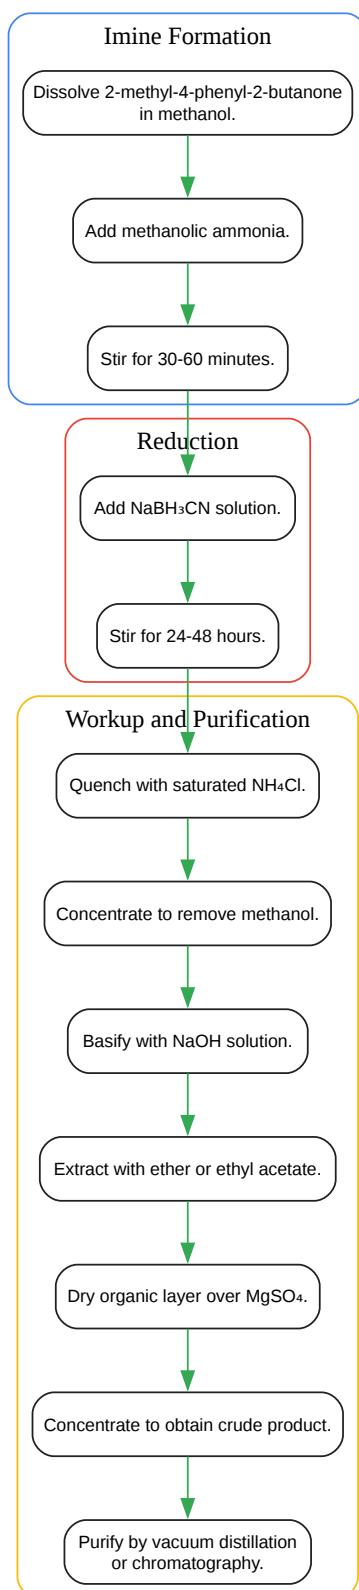 Imine Formation
Dissolve 2-methyl-4-phenyl-2-butanone
in methanol.
Add methanolic ammonia.
Stir for 30-60 minutes.
Reduction
Add NaBH₃CN solution.
Stir for 24-48 hours.
Workup and Purification
Quench with saturated NH₄Cl.
Concentrate to remove methanol.
Basify with NaOH solution.
Extract with ether or ethyl acetate.
Dry organic layer over MgSO₄.
Concentrate to obtain crude product.
Purify by vacuum distillation
or chromatography.